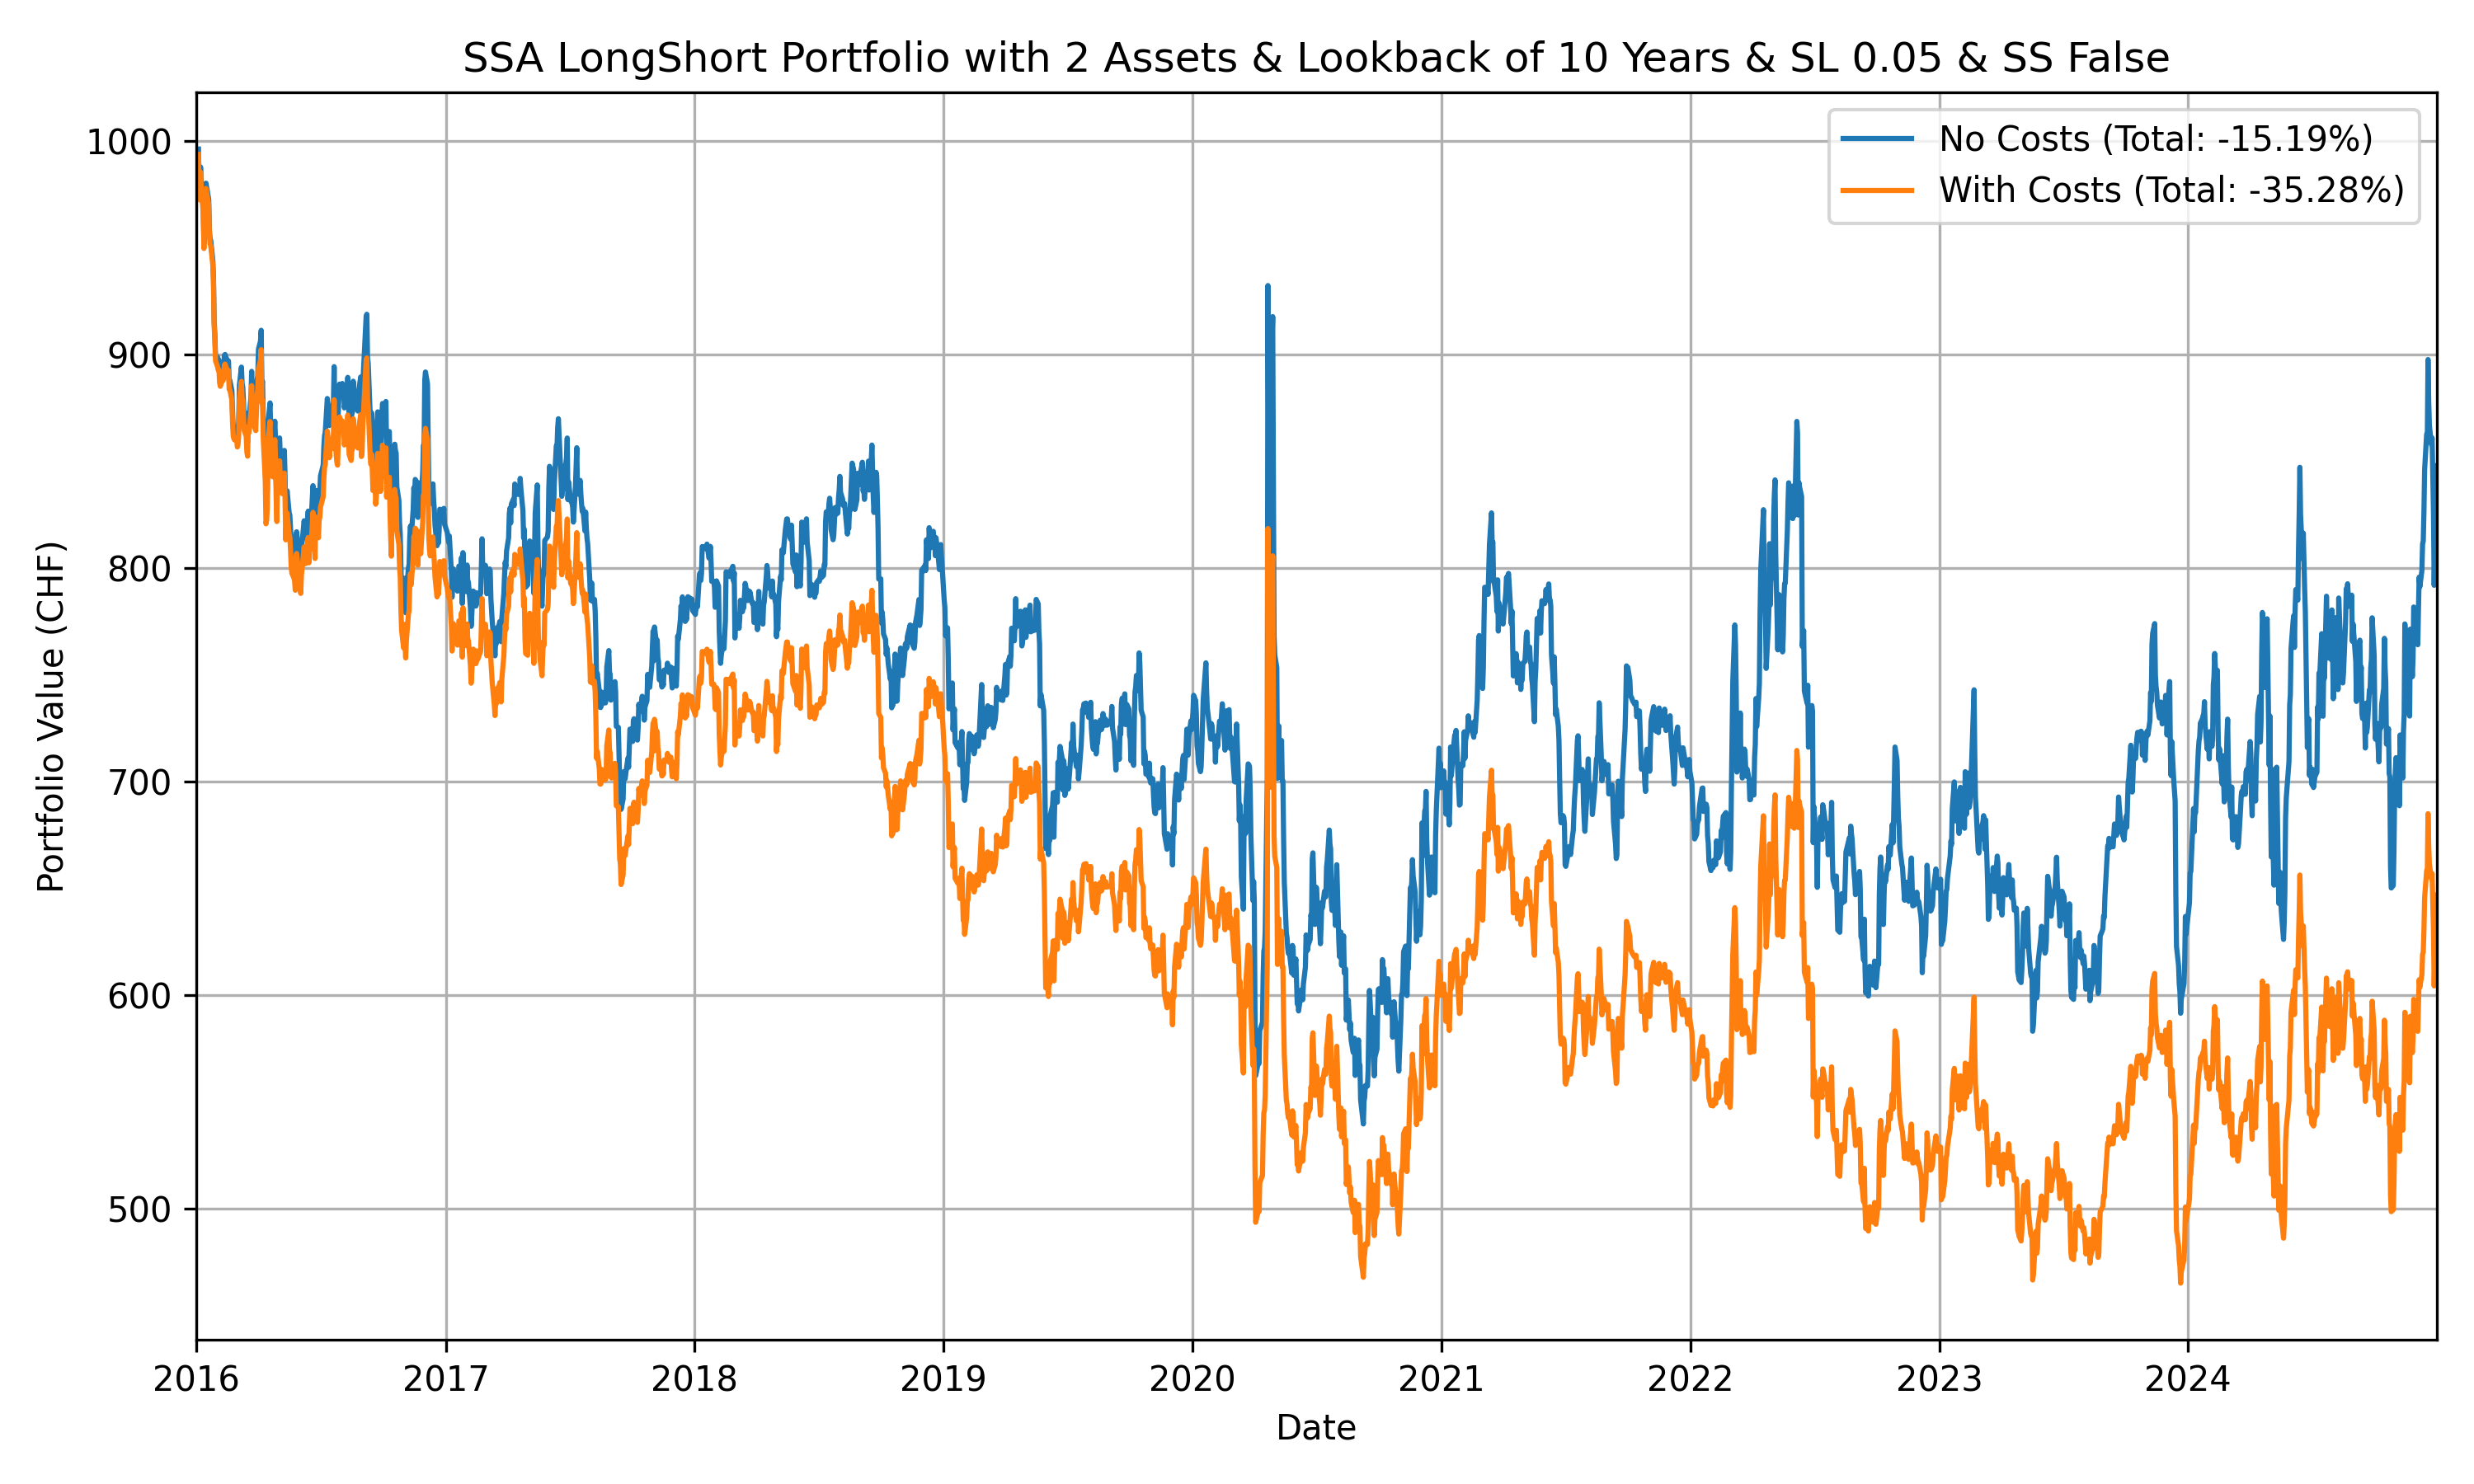 SSA LongShort Portfolio with 2 Assets & Lookback of 10 Years & SL 0.05 & SS False
No Costs (Total: -15.19%)
With Costs (Total: -35.28%)
Portfolio Value (CHF)
1000
900
800
700
600
500
2016 2017 2018 2019 2020 2021 2022 2023 2024
Date